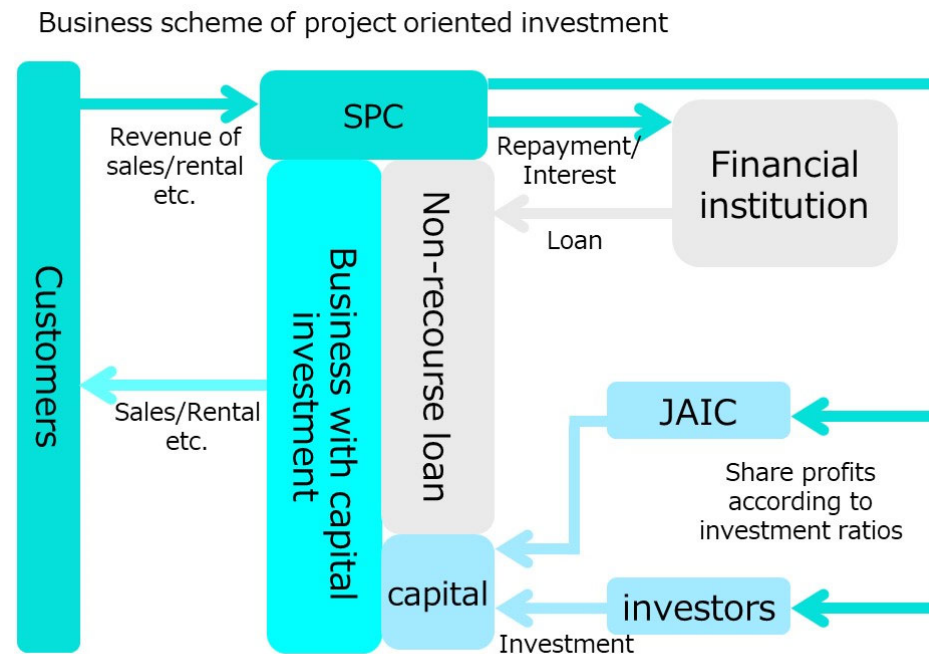 Business scheme of project oriented investment
SPC
Revenue of
sales/rental
etc.
Repayment/
Interest
Financial
institution
Loan
Customers
Business with capital
investment
Non-recourse loan
Sales/Rental
etc.
JAIC
Share profits
according to
investment ratios
capital
investors
Investment